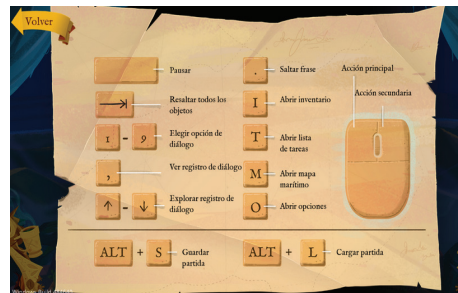 Volver
Pausar
Resaltar todos los
objetos
1 - 9
Elegir opción de
diálogo
,
Ver registro de diálogo
↑ - ↓
Explorar registro de
diálogo
.
Saltar frase
I
Abrir inventario
T
Abrir lista
de tareas
M
Abrir mapa
marítimo
O
Abrir opciones
Acción principal
Acción secundaria
ALT + S
Guardar
partida
ALT + L
Cargar partida
Windows Build